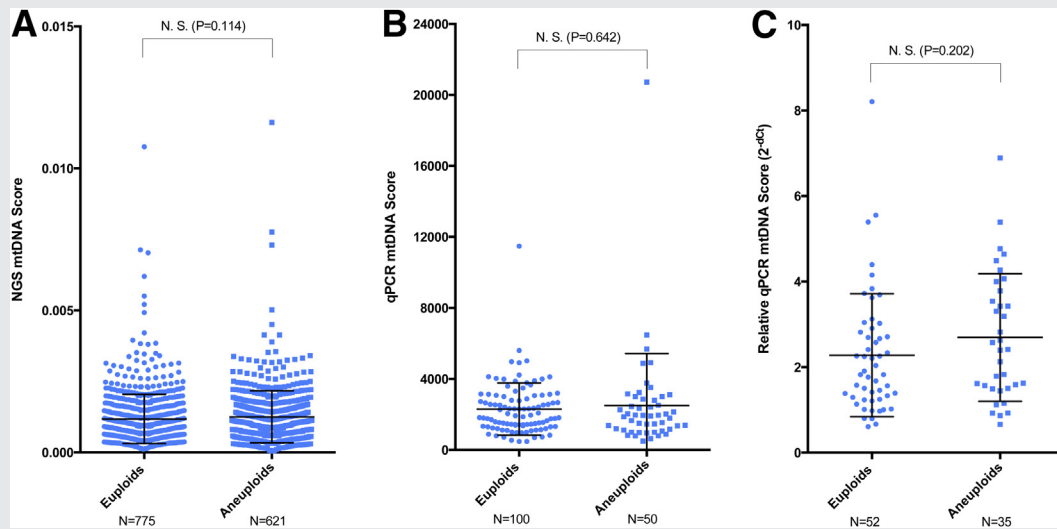 A
N. S. (P=0.114)
NGS mtDNA Score
0.015
0.010
0.005
0.000
Euploids
Aneuploids
N=775
N=621
B
N. S. (P=0.642)
qPCR mtDNA Score
24000
20000
16000
12000
8000
4000
0
Euploids
Aneuploids
N=100
N=50
C
N. S. (P=0.202)
Relative qPCR mtDNA Score (2^-dCt)
10
8
6
4
2
0
Euploids
Aneuploids
N=52
N=35